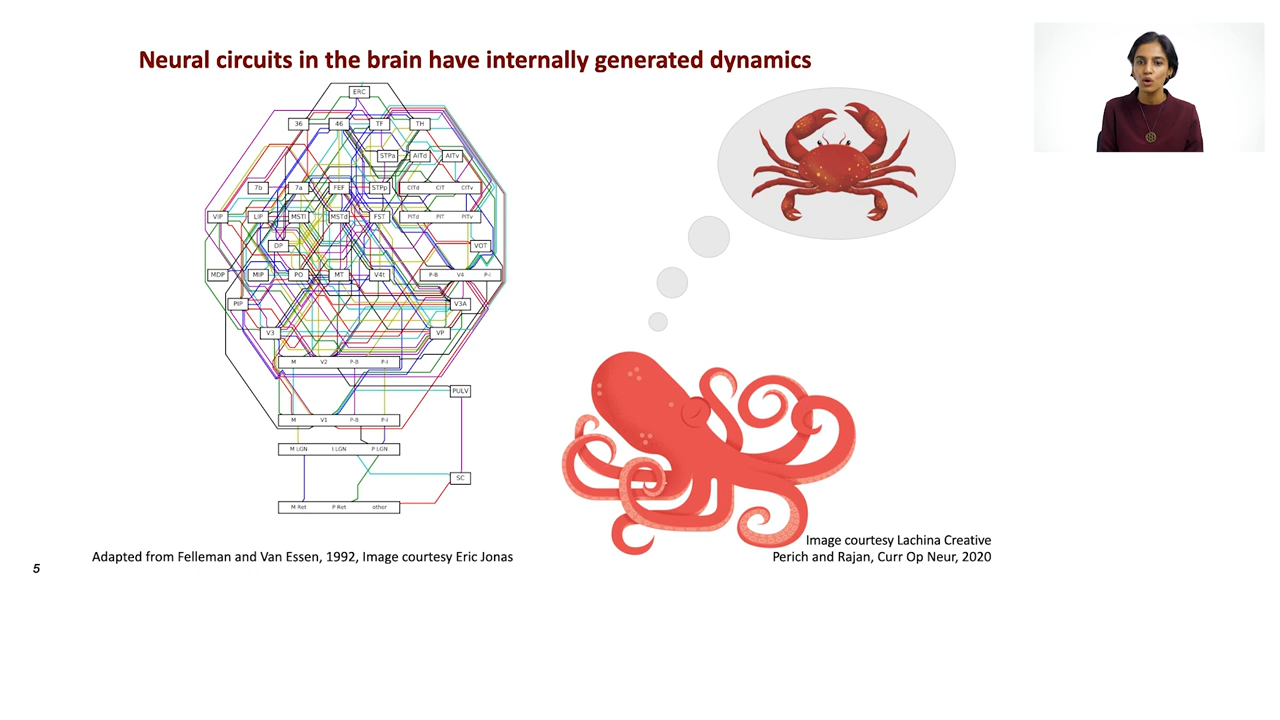 Neural circuits in the brain have internally generated dynamics
ERC
36 46 TF TH
STPa AITd AITv
7b 7a FEF STPp CITd CIT CITv
VIP LIP MSTl MSTd FST PITd PIT PITv
DP VOT
MDP MIP PO MT V4t P-B V4 P-I
PIP V3A
V3 VP
M V2 P-B P-I
PULV
M V1 P-B P-I
M LGN I LGN P LGN
SC
M Ret P Ret other
Image courtesy Lachina Creative
Adapted from Felleman and Van Essen, 1992, Image courtesy Eric Jonas
Perich and Rajan, Curr Op Neur, 2020
5